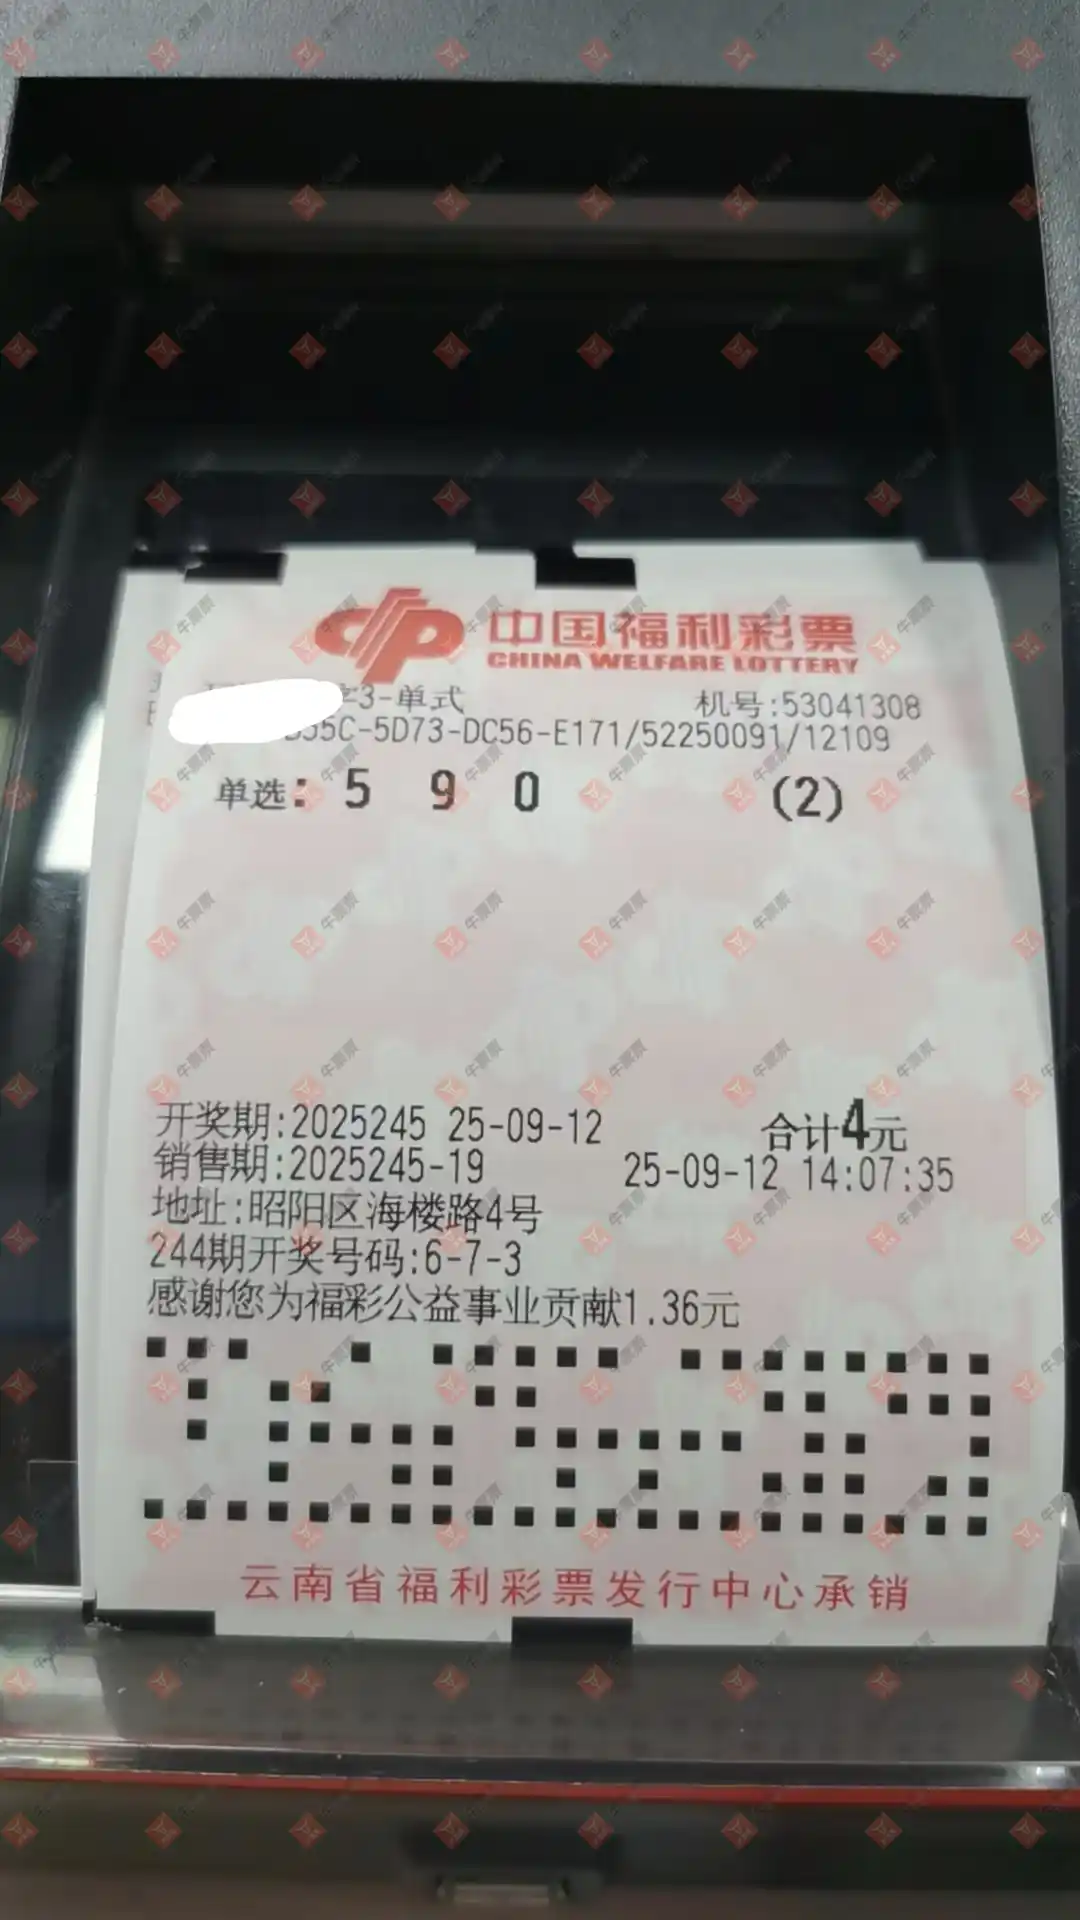 中国福利彩票
CHINA WELFARE LOTTERY
3-单式 机号:53041308
55C-5D73-DC56-E171/52250091/12109
单选: 5 9 0 (2)
开奖期:2025245 25-09-12 合计4元
销售期:2025245-19 25-09-12 14:07:35
地址:昭阳区海楼路4号
244期开奖号码:6-7-3
感谢您为福彩公益事业贡献1.36元
云南省福利彩票发行中心承销
牛票票